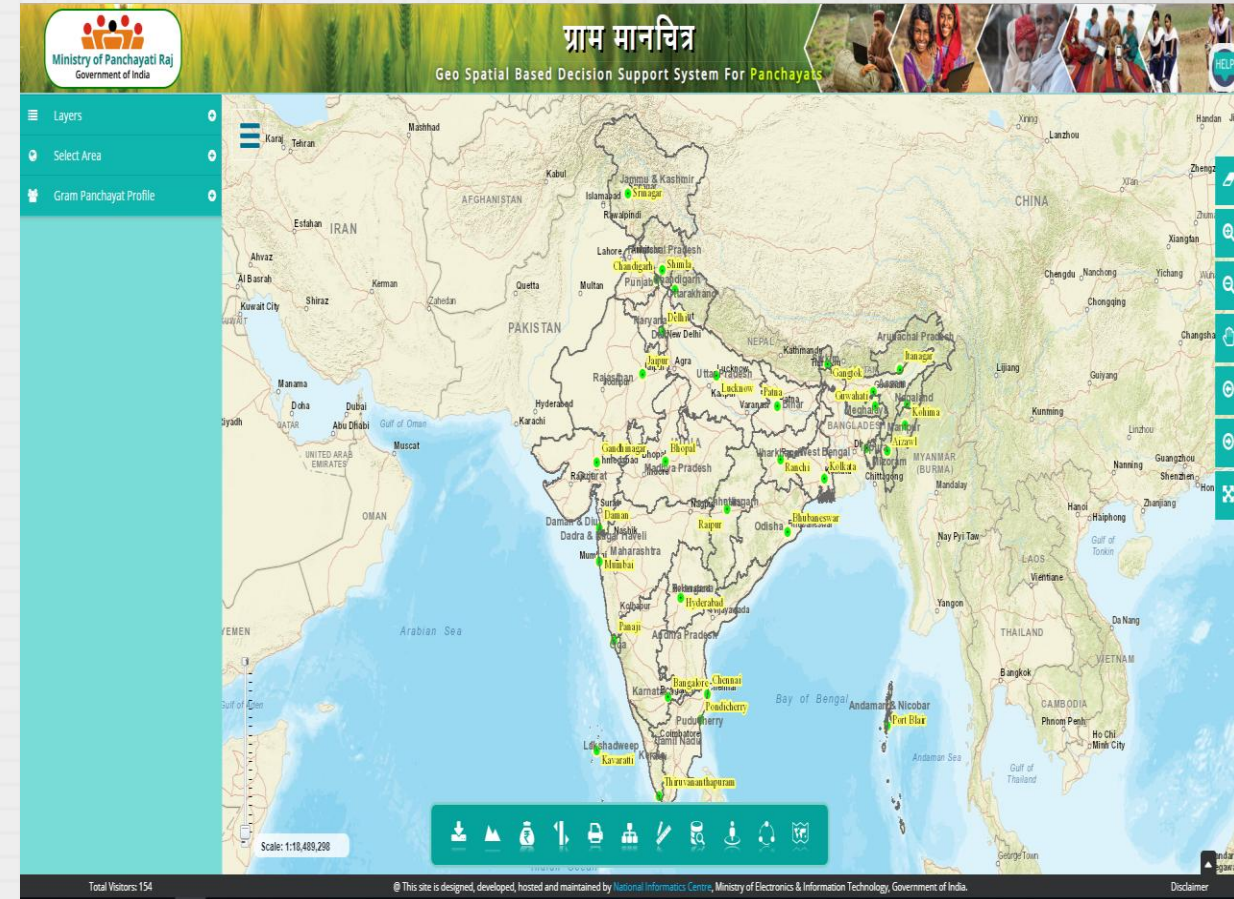 Ministry of Panchayati Raj
Government of India
ग्राम मानचित्र
Geo Spatial Based Decision Support System For Panchayats
HELP
Layers
Select Area
Gram Panchayat Profile
Karaj
Tehran
Mashhad
Kabul
Islamabad
Rawalpindi
Jammu & Kashmir
Srinagar
AFGHANISTAN
Xining
Lanzhou
Handan
Xi'an
CHINA
Esfahan
IRAN
Ahvaz
Al Basrah
Kuwait City
Shiraz
Kerman
Zahedan
Quetta
Multan
Lahore
Chandigarh
Shimla
Punjab
PAKISTAN
Delhi
New Delhi
NEPAL
Kathmandu
Arunachal Pradesh
Itanagar
Gangtok
Chengdu
Nanchong
Yichang
Chongqing
Xiangfan
Changsha
Lijiang
Guiyang
Manama
Doha
QATAR
Dubai
Abu Dhabi
Gulf of Oman
Muscat
UNITED ARAB
EMIRATES
OMAN
Hyderabad
Karachi
Jaipur
Agra
Rajasthan
Lucknow
Lucknow
Varanasi
Patna
Bihar
Guwahati
Meghalaya
Nagaland
Kohima
BANGLADESH
Manipur
Aizawl
Mizoram
Chittagong
MYANMAR
(BURMA)
Mandalay
Kunming
Linzhou
Nanning
Guangzhou
Shenzhen
Hanoi
Haiphong
Zhanjiang
Gulf of
Tonkin
Gandhinagar
Bhopal
Rajkot
Madhya Pradesh
Ranchi
West Bengal
Kolkata
Daman
Daman & Diu
Nashik
Dadra & Nagar Haveli
Maharashtra
Mumbai
Raipur
Odisha
Bhubaneswar
Nay Pyi Taw
LAOS
Vientiane
Yangon
THAILAND
Da Nang
VIETNAM
Bangkok
CAMBODIA
Phnom Penh
Ho Chi
Minh City
Gulf of
Thailand
George Town
YEMEN
Arabian Sea
Kolhapur
Hyderabad
Panaji
Goa
Andhra Pradesh
Bangalore
Chennai
Pondicherry
Puducherry
Coimbatore
Tamil Nadu
Lakshadweep
Kavaratti
Thiruvananthapuram
Bay of Bengal
Andaman & Nicobar
Port Blair
Andaman Sea
Gulf of Aden
Scale: 1:18,489,298
Total Visitors: 154
@ This site is designed, developed, hosted and maintained by National Informatics Centre, Ministry of Electronics & Information Technology, Government of India.
Disclaimer